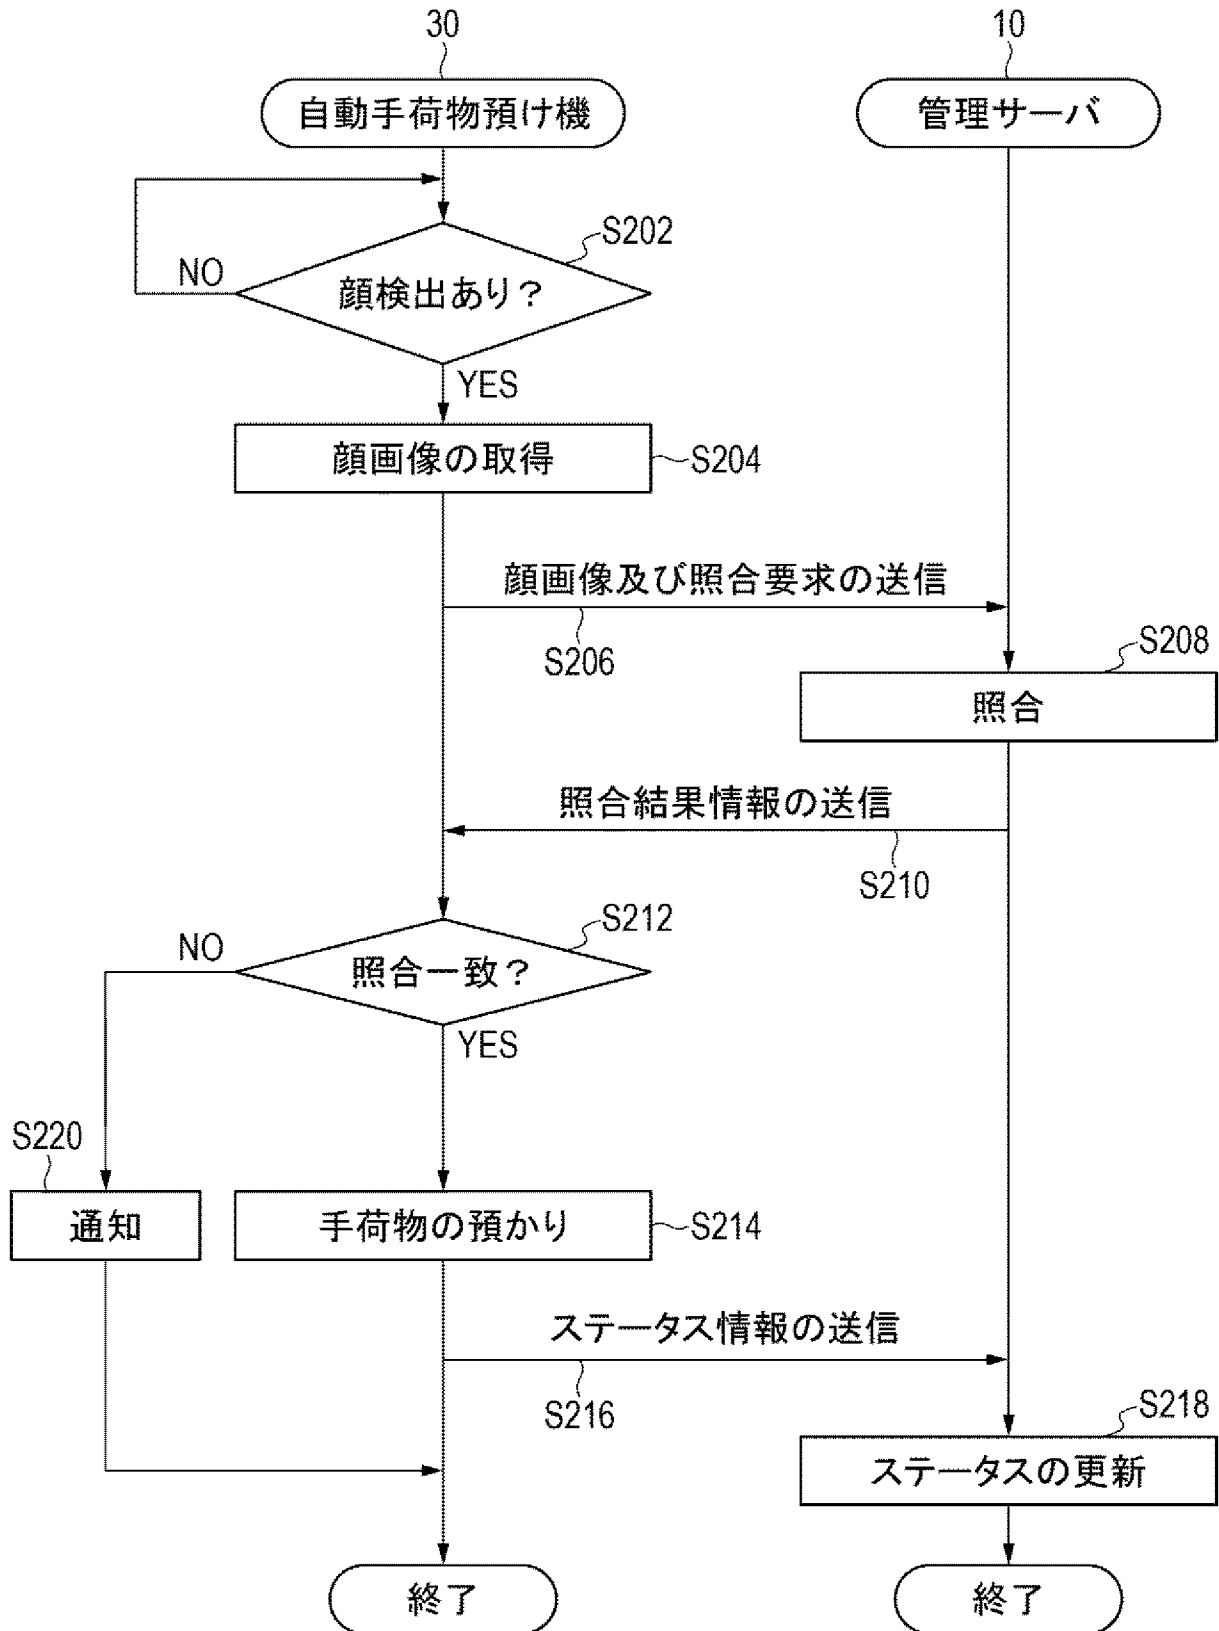 30
10
自動手荷物預け機
管理サーバ
S202
NO
顔検出あり？
YES
顔画像の取得
S204
顔画像及び照合要求の送信
S206
S208
照合
照合結果情報の送信
S210
S212
NO
照合一致？
YES
S220
通知
手荷物の預かり
S214
ステータス情報の送信
S216
S218
ステータスの更新
終了
終了